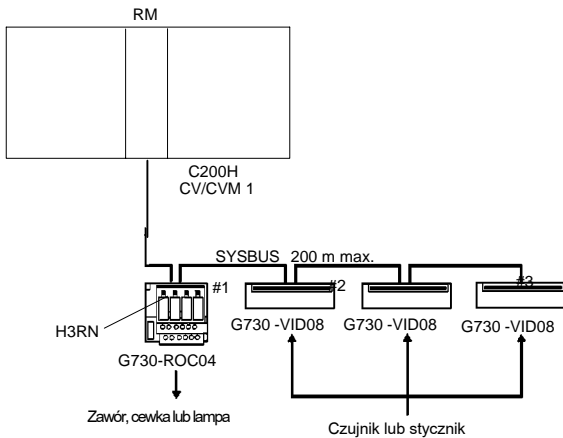 RM
C200H
CV/CVM 1
SYSBUS 200 m max.
#1
#2
#3
H3RN
G730 -VID08
G730 -VID08
G730 -VID08
G730-ROC04
Zawór, cewka lub lampa
Czujnik lub stycznik